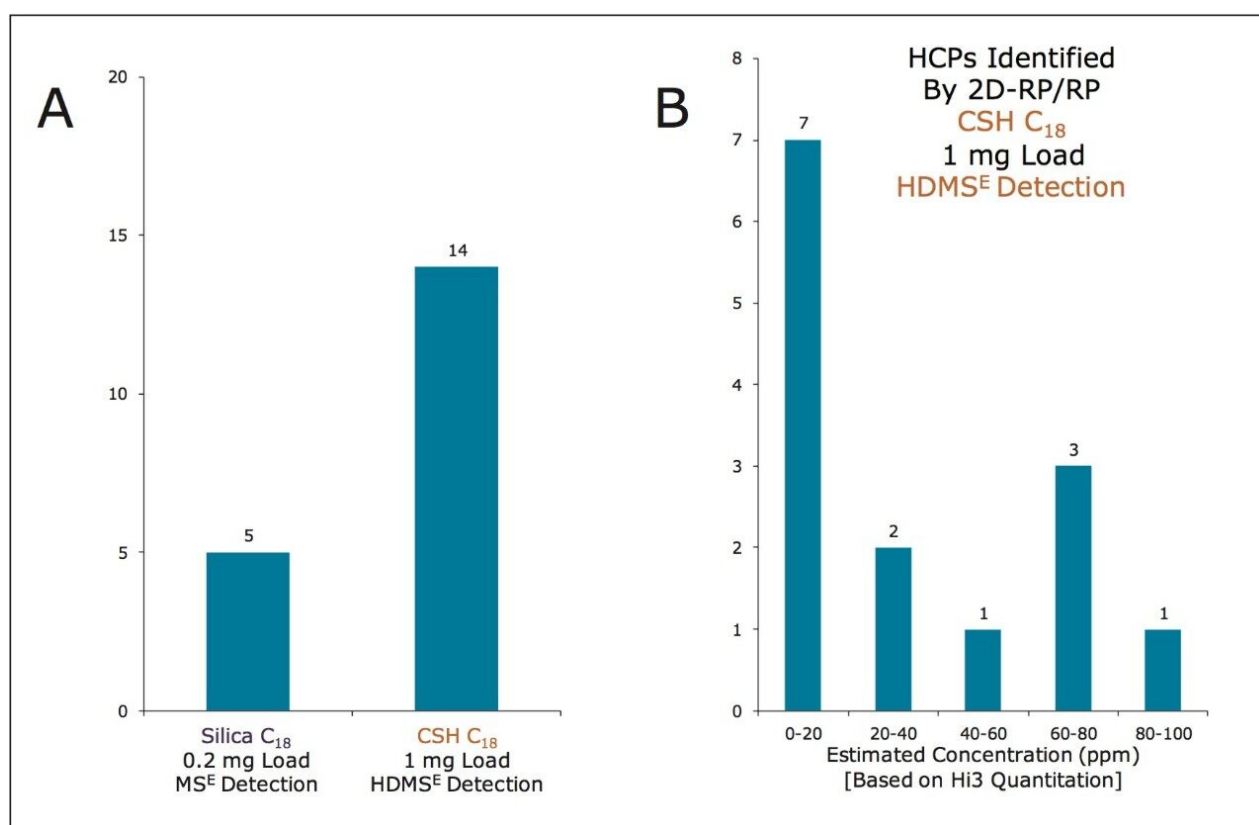 A
20
15
10
5
0
5
14
Silica C₁₈
0.2 mg Load
MSᴱ Detection
CSH C₁₈
1 mg Load
HDMSᴱ Detection
B
HCPs Identified
By 2D-RP/RP
CSH C₁₈
1 mg Load
HDMSᴱ Detection
8
7
6
5
4
3
2
1
0
7
2
1
3
1
0-20 20-40 40-60 60-80 80-100
Estimated Concentration (ppm)
[Based on Hi3 Quantitation]